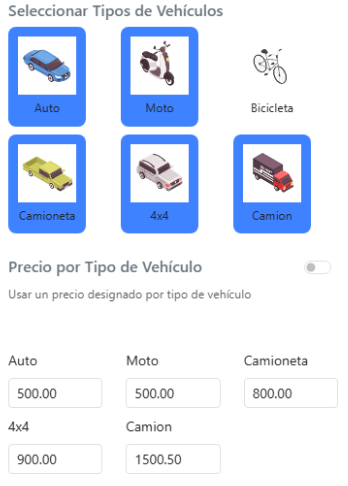 Seleccionar Tipos de Vehículos
Auto Moto Bicicleta
Camioneta 4x4 Camion
Precio por Tipo de Vehículo
Usar un precio designado por tipo de vehículo
Auto Moto Camioneta
500.00 500.00 800.00
4x4 Camion
900.00 1500.50